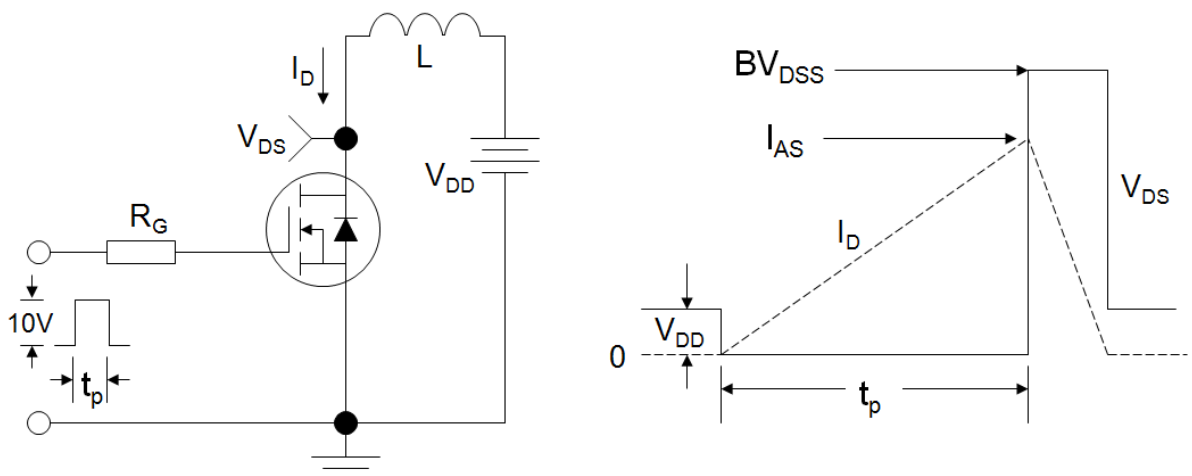 I_D
L
V_DS
V_DD
R_G
10V
t_p
BV_DSS
I_AS
V_DS
I_D
V_DD
0
t_p